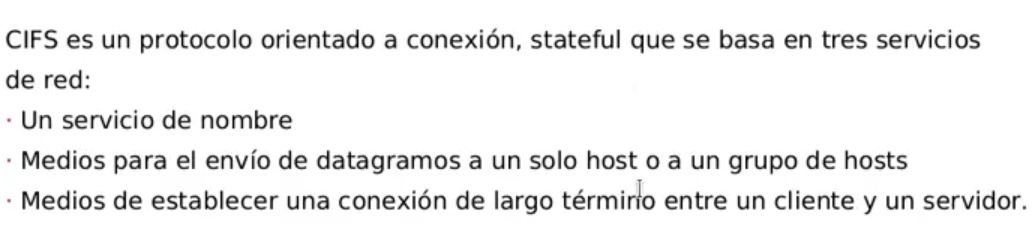 CIFS es un protocolo orientado a conexión, stateful que se basa en tres servicios
de red:
· Un servicio de nombre
· Medios para el envío de datagramos a un solo host o a un grupo de hosts
· Medios de establecer una conexión de largo término entre un cliente y un servidor.